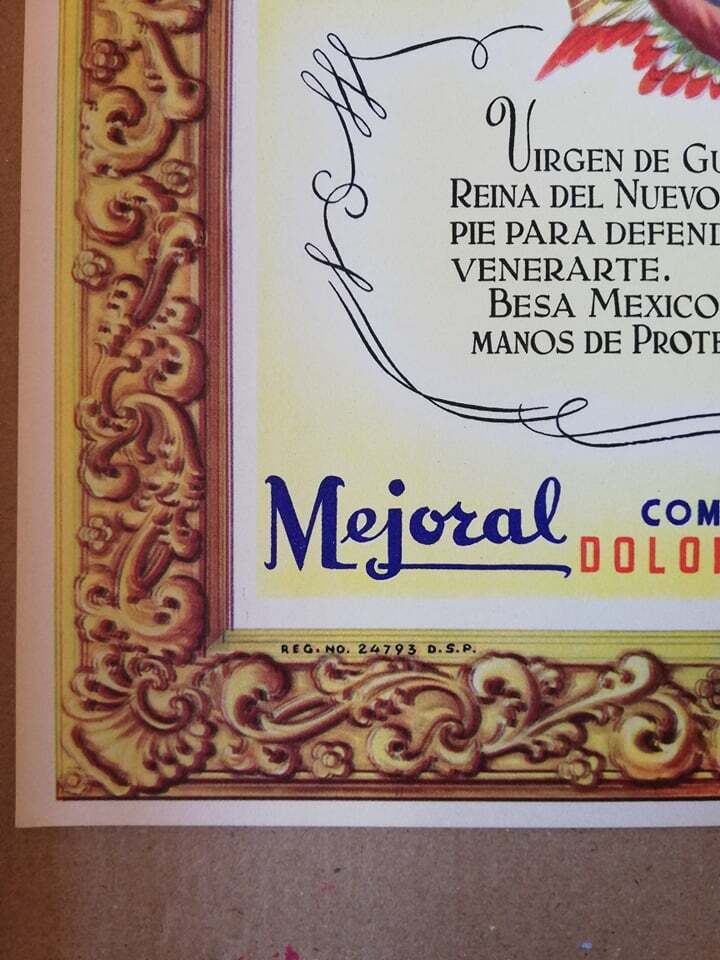 VIRGEN DE GU
REINA DEL NUEVO
PIE PARA DEFEND
VENERARTE.
BESA MEXICO
MANOS DE PROTE
Mejoral COM
DOLOR
REG. NO. 24793 D.S.P.